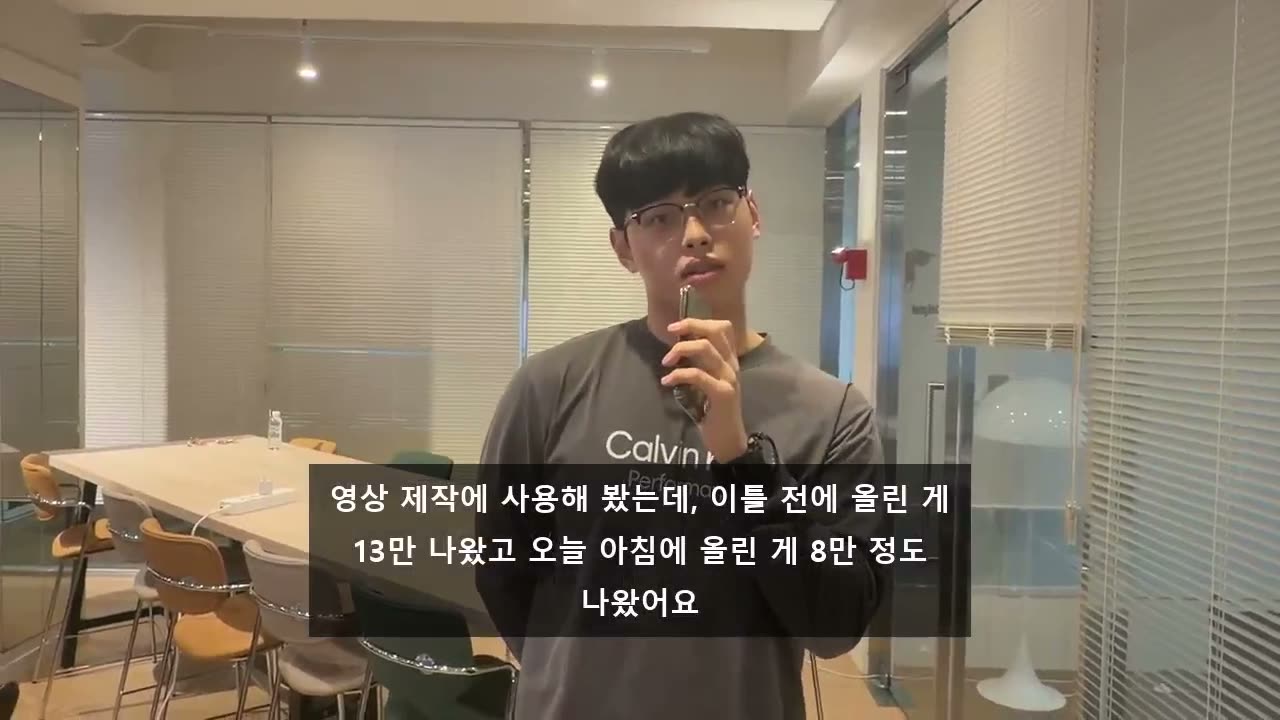 Calvin K
Performa
영상 제작에 사용해 봤는데, 이틀 전에 올린 게
13만 나왔고 오늘 아침에 올린 게 8만 정도
나왔어요